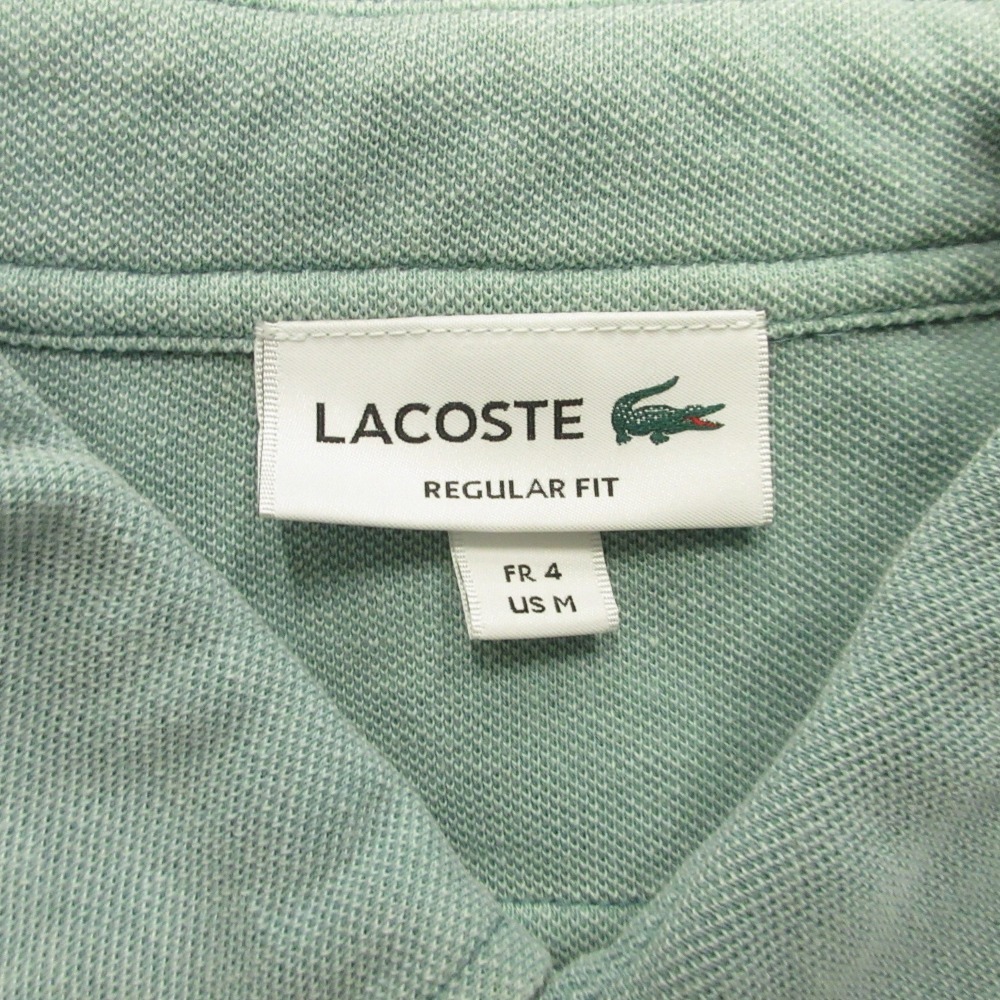 LACOSTE
REGULAR FIT
FR 4
US M